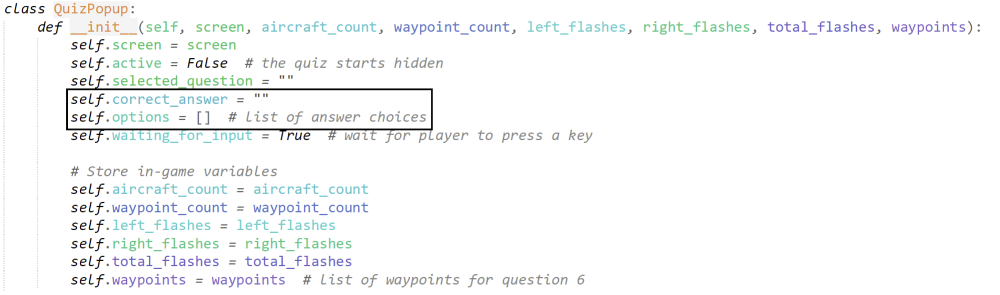 class QuizPopup:
def __init__(self, screen, aircraft_count, waypoint_count, left_flashes, right_flashes, total_flashes, waypoints):
self.screen = screen
self.active = False  # the quiz starts hidden
self.selected_question = ""
self.correct_answer = ""
self.options = []  # list of answer choices
self.waiting_for_input = True  # wait for player to press a key
# Store in-game variables
self.aircraft_count = aircraft_count
self.waypoint_count = waypoint_count
self.left_flashes = left_flashes
self.right_flashes = right_flashes
self.total_flashes = total_flashes
self.waypoints = waypoints  # list of waypoints for question 6